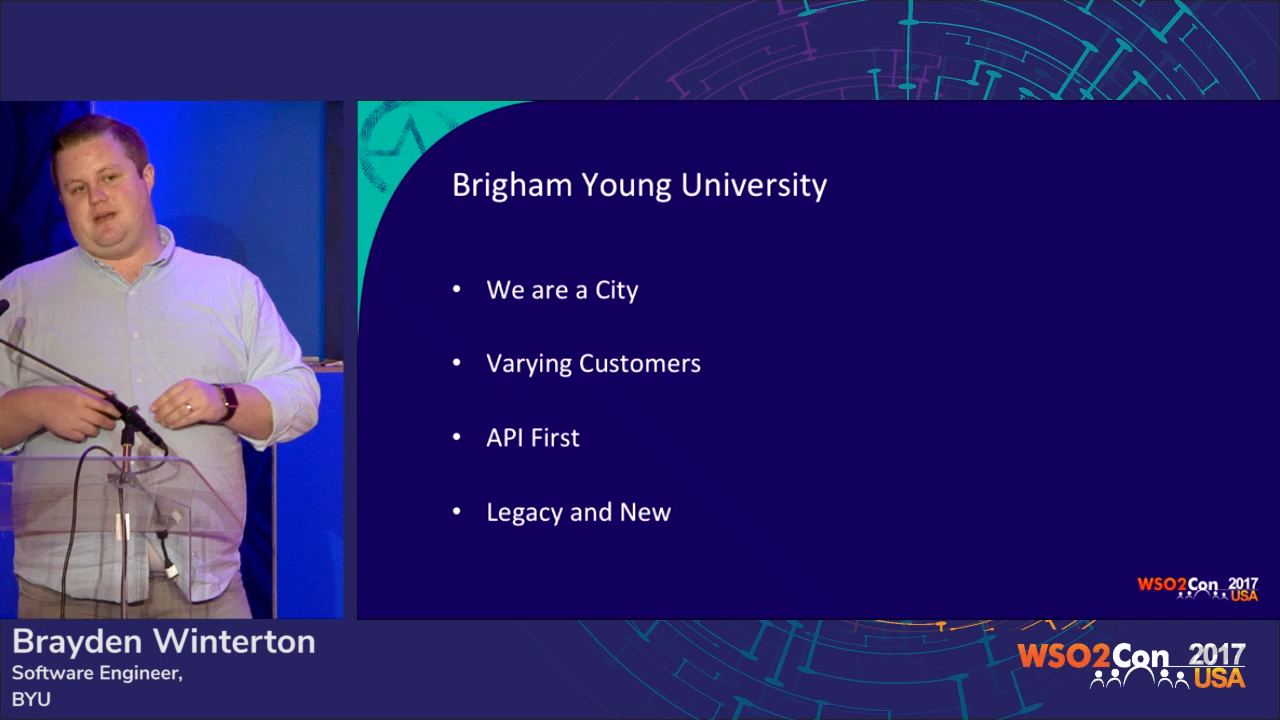 Brigham Young University
• We are a City
• Varying Customers
• API First
• Legacy and New
WSO2Con 2017
USA
Brayden Winterton
Software Engineer,
BYU
WSO2Con 2017
USA